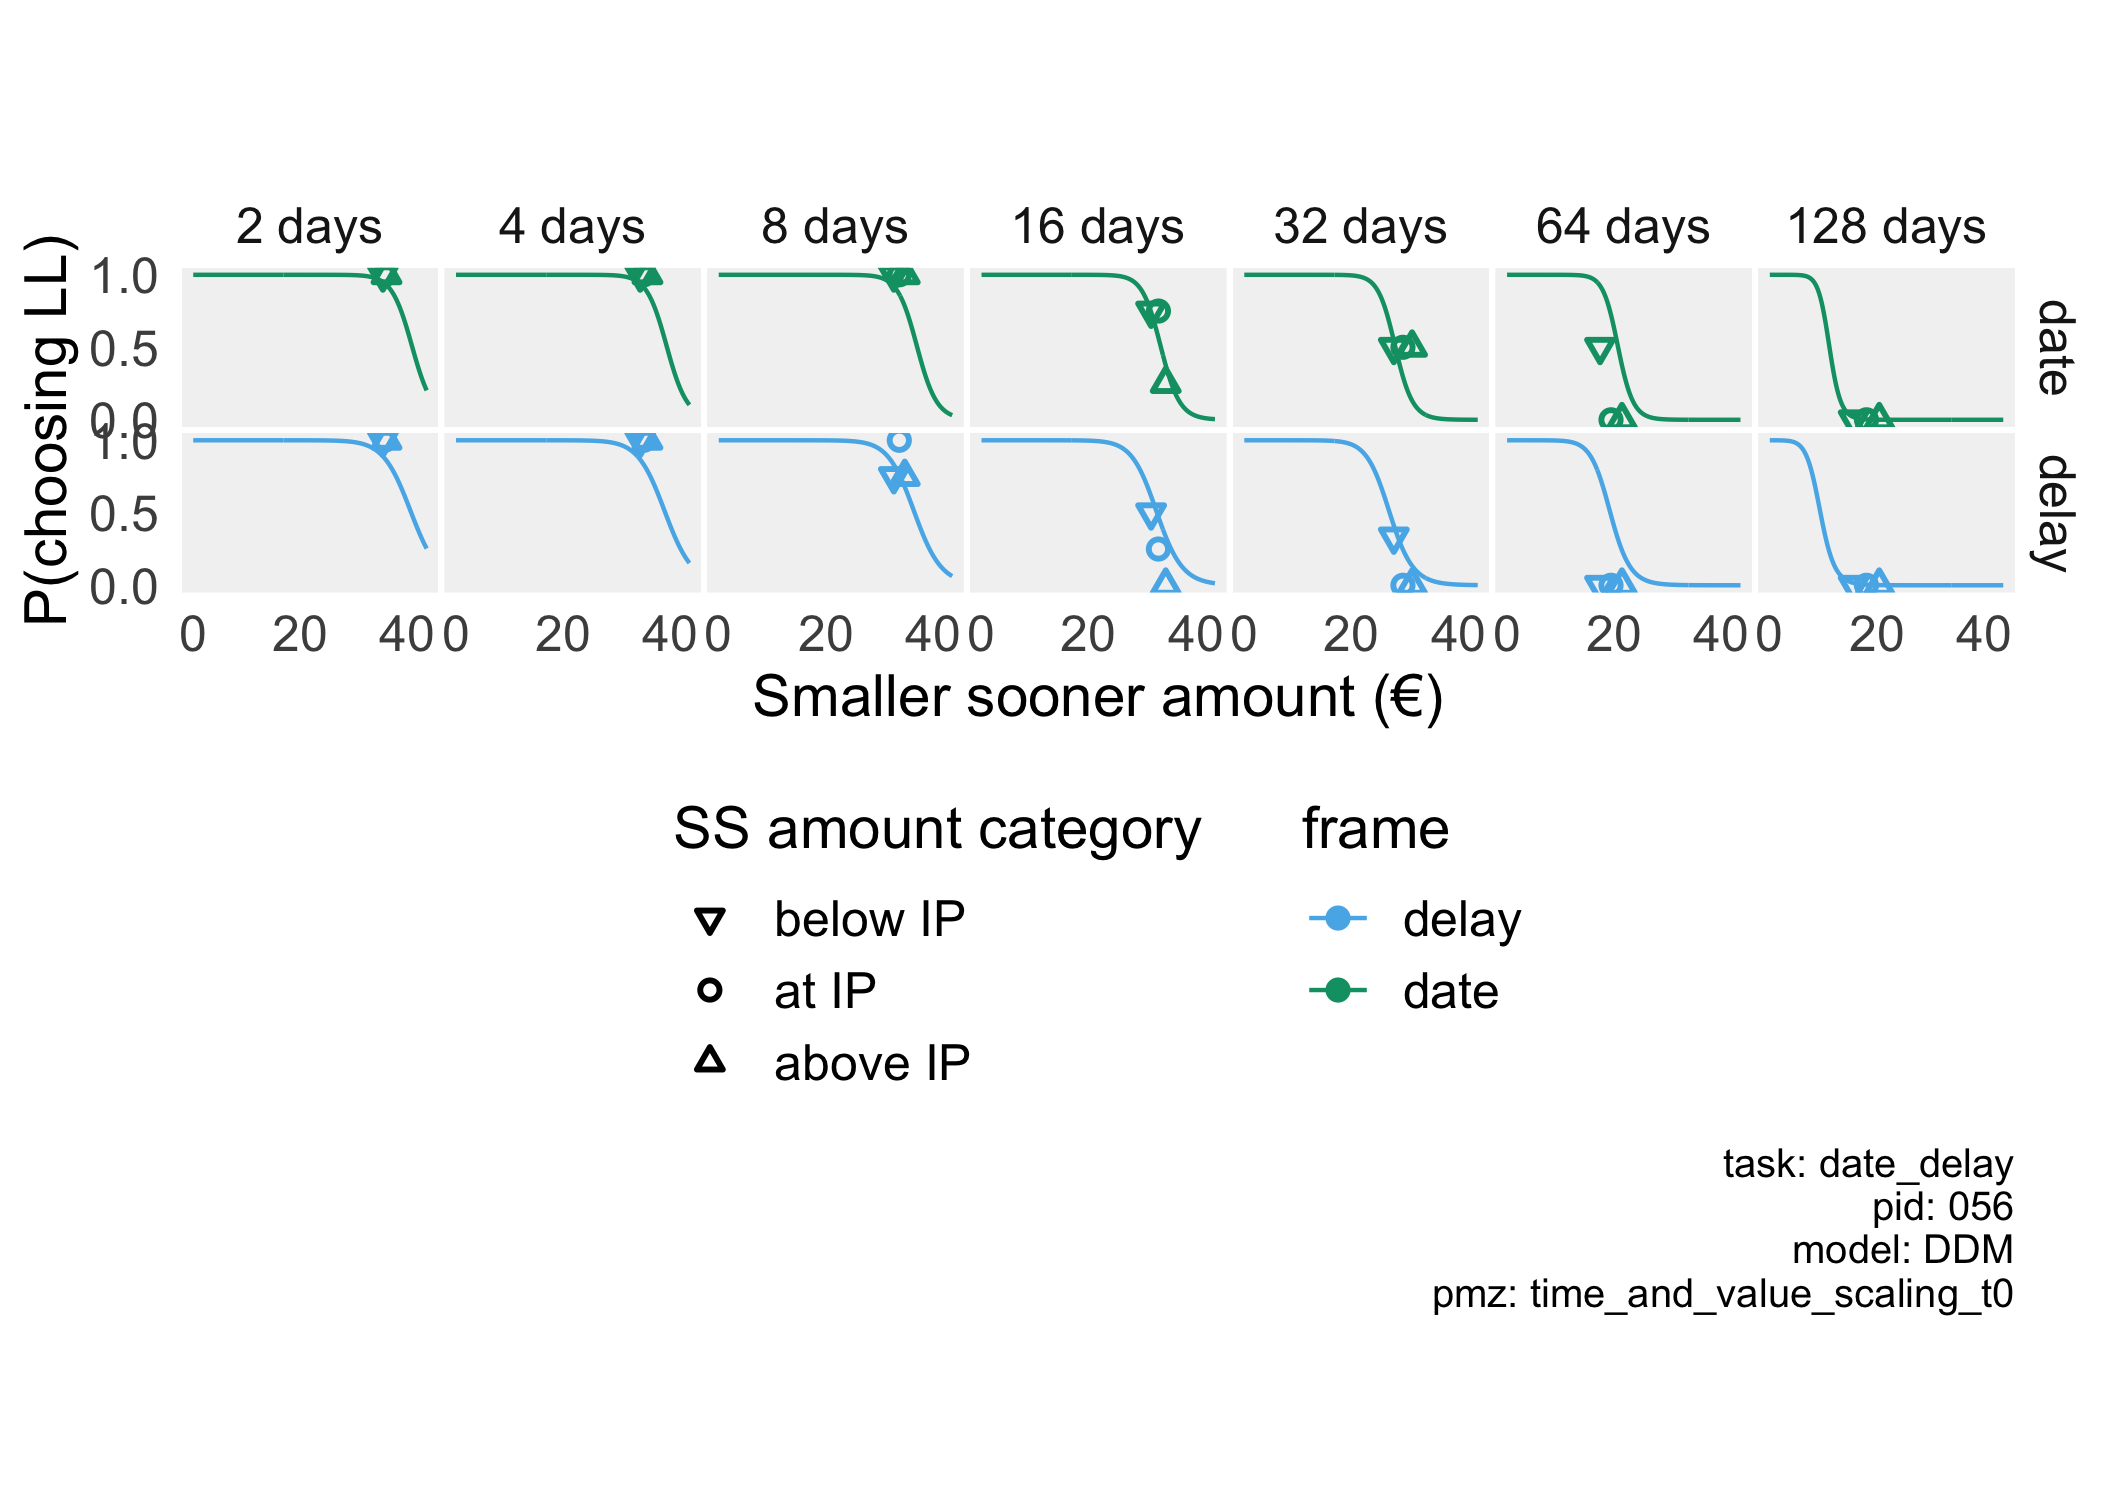 2 days 4 days 8 days 16 days 32 days 64 days 128 days
P(choosing LL)
1.0
0.5
0.0
date
1.0
0.5
0.0
delay
0 20 40 0 20 40 0 20 40 0 20 40 0 20 40 0 20 40 0 20 40
Smaller sooner amount (€)
SS amount category
below IP
at IP
above IP
frame
delay
date
task: date_delay
pid: 056
model: DDM
pmz: time_and_value_scaling_t0